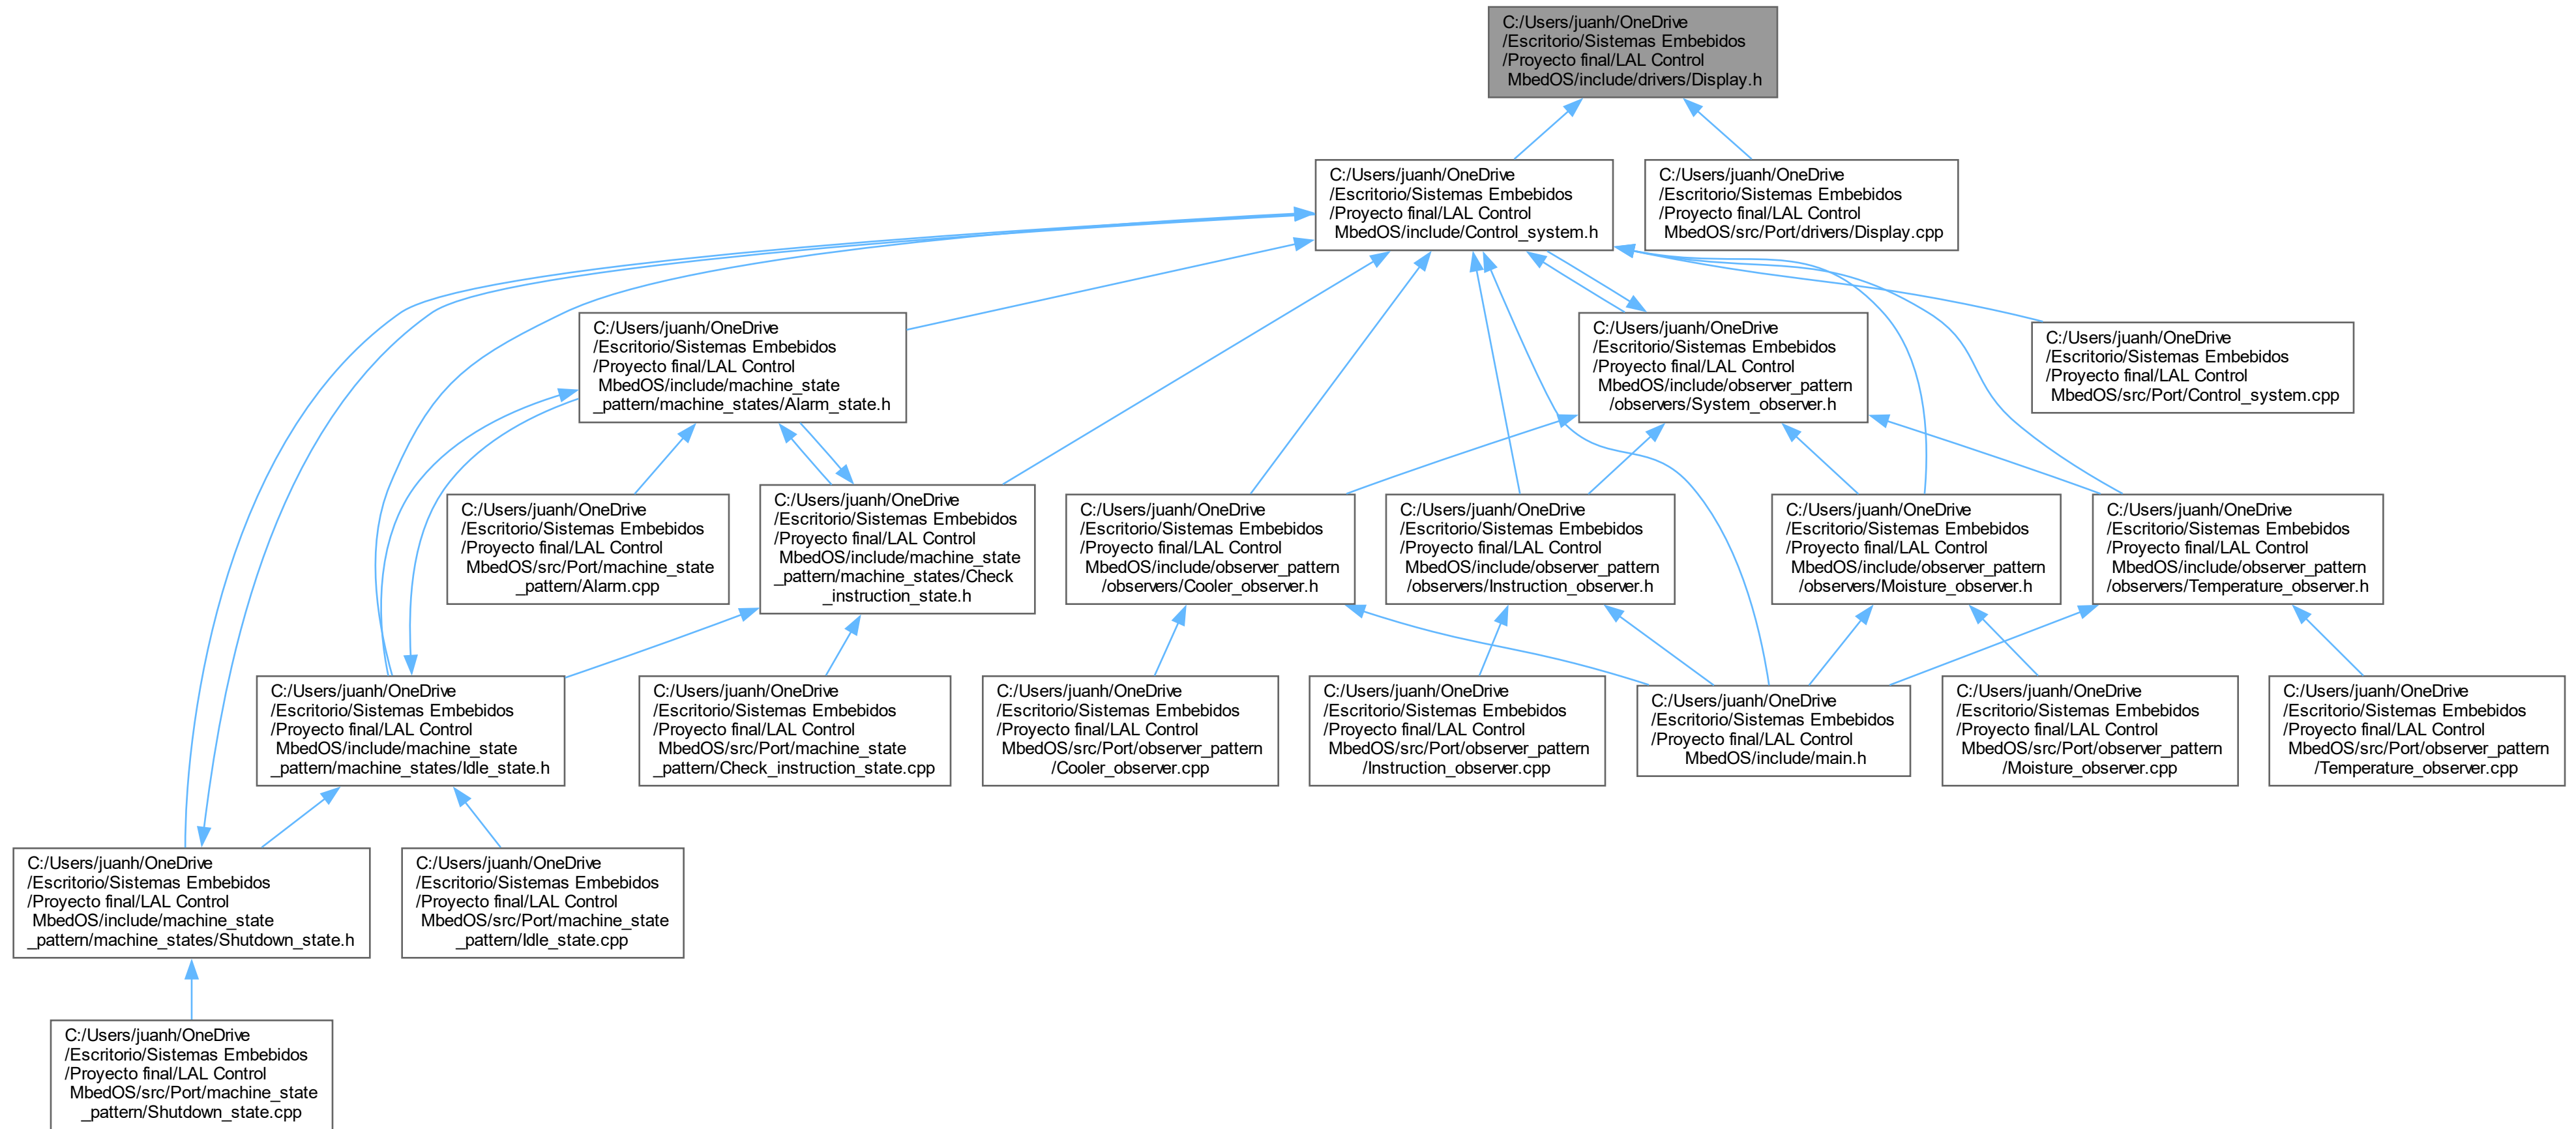 C:/Users/juanh/OneDrive
/Escritorio/Sistemas Embebidos
/Proyecto final/LAL Control
MbedOS/include/drivers/Display.h
C:/Users/juanh/OneDrive
/Escritorio/Sistemas Embebidos
/Proyecto final/LAL Control
MbedOS/include/Control_system.h
C:/Users/juanh/OneDrive
/Escritorio/Sistemas Embebidos
/Proyecto final/LAL Control
MbedOS/src/Port/drivers/Display.cpp
C:/Users/juanh/OneDrive
/Escritorio/Sistemas Embebidos
/Proyecto final/LAL Control
MbedOS/include/machine_state
_pattern/machine_states/Alarm_state.h
C:/Users/juanh/OneDrive
/Escritorio/Sistemas Embebidos
/Proyecto final/LAL Control
MbedOS/include/observer_pattern
/observers/System_observer.h
C:/Users/juanh/OneDrive
/Escritorio/Sistemas Embebidos
/Proyecto final/LAL Control
MbedOS/src/Port/Control_system.cpp
C:/Users/juanh/OneDrive
/Escritorio/Sistemas Embebidos
/Proyecto final/LAL Control
MbedOS/src/Port/machine_state
_pattern/Alarm.cpp
C:/Users/juanh/OneDrive
/Escritorio/Sistemas Embebidos
/Proyecto final/LAL Control
MbedOS/include/machine_state
_pattern/machine_states/Check
_instruction_state.h
C:/Users/juanh/OneDrive
/Escritorio/Sistemas Embebidos
/Proyecto final/LAL Control
MbedOS/include/observer_pattern
/observers/Cooler_observer.h
C:/Users/juanh/OneDrive
/Escritorio/Sistemas Embebidos
/Proyecto final/LAL Control
MbedOS/include/observer_pattern
/observers/Instruction_observer.h
C:/Users/juanh/OneDrive
/Escritorio/Sistemas Embebidos
/Proyecto final/LAL Control
MbedOS/include/observer_pattern
/observers/Moisture_observer.h
C:/Users/juanh/OneDrive
/Escritorio/Sistemas Embebidos
/Proyecto final/LAL Control
MbedOS/include/observer_pattern
/observers/Temperature_observer.h
C:/Users/juanh/OneDrive
/Escritorio/Sistemas Embebidos
/Proyecto final/LAL Control
MbedOS/include/machine_state
_pattern/machine_states/Idle_state.h
C:/Users/juanh/OneDrive
/Escritorio/Sistemas Embebidos
/Proyecto final/LAL Control
MbedOS/src/Port/machine_state
_pattern/Check_instruction_state.cpp
C:/Users/juanh/OneDrive
/Escritorio/Sistemas Embebidos
/Proyecto final/LAL Control
MbedOS/src/Port/observer_pattern
/Cooler_observer.cpp
C:/Users/juanh/OneDrive
/Escritorio/Sistemas Embebidos
/Proyecto final/LAL Control
MbedOS/src/Port/observer_pattern
/Instruction_observer.cpp
C:/Users/juanh/OneDrive
/Escritorio/Sistemas Embebidos
/Proyecto final/LAL Control
MbedOS/include/main.h
C:/Users/juanh/OneDrive
/Escritorio/Sistemas Embebidos
/Proyecto final/LAL Control
MbedOS/src/Port/observer_pattern
/Moisture_observer.cpp
C:/Users/juanh/OneDrive
/Escritorio/Sistemas Embebidos
/Proyecto final/LAL Control
MbedOS/src/Port/observer_pattern
/Temperature_observer.cpp
C:/Users/juanh/OneDrive
/Escritorio/Sistemas Embebidos
/Proyecto final/LAL Control
MbedOS/include/machine_state
_pattern/machine_states/Shutdown_state.h
C:/Users/juanh/OneDrive
/Escritorio/Sistemas Embebidos
/Proyecto final/LAL Control
MbedOS/src/Port/machine_state
_pattern/Idle_state.cpp
C:/Users/juanh/OneDrive
/Escritorio/Sistemas Embebidos
/Proyecto final/LAL Control
MbedOS/src/Port/machine_state
_pattern/Shutdown_state.cpp